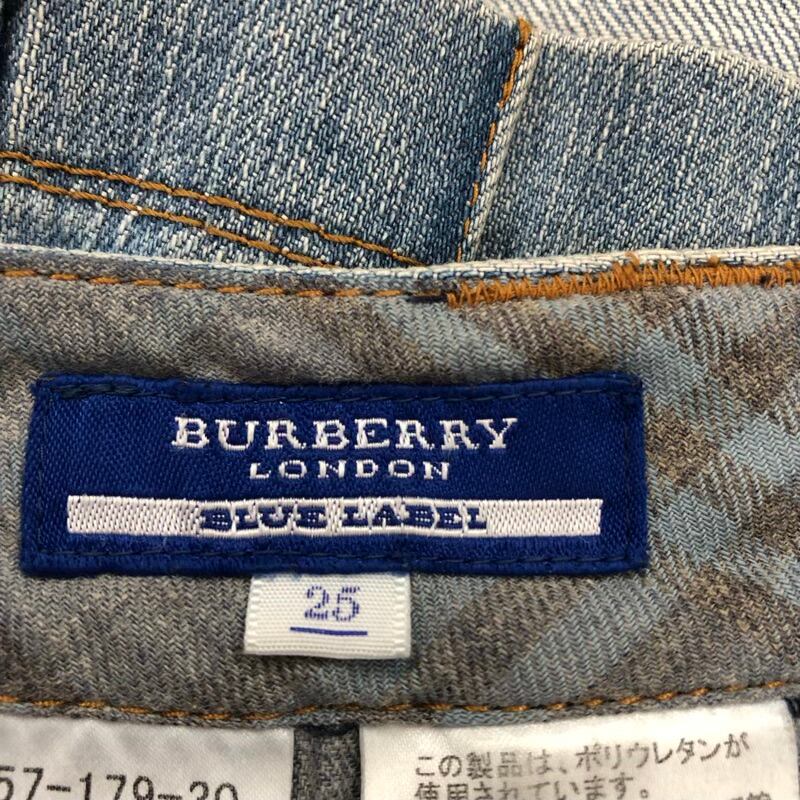 BURBERRY
LONDON
BLUE LABEL
25
57-179-20
この製品は、ポリウレタンが
使用されています。